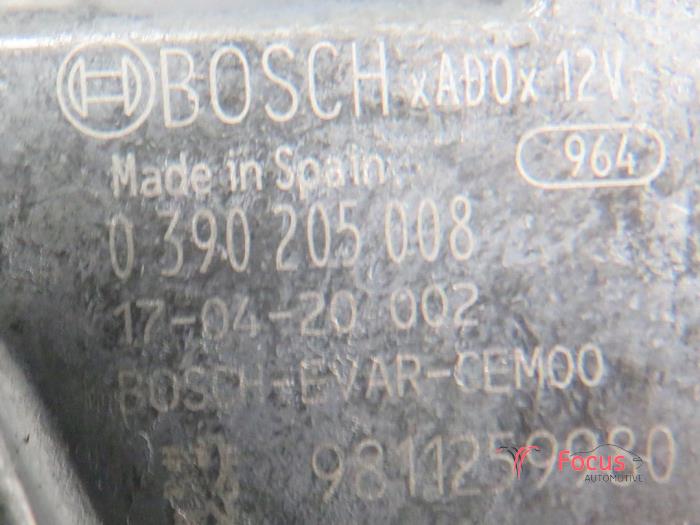 BOSCH xAD0x 12V
964
Made in Spain
0 390 205 008
17-04-20 002
BOSCH-EVAR-CEM00
9811259980
Focus
AUTOMOTIVE